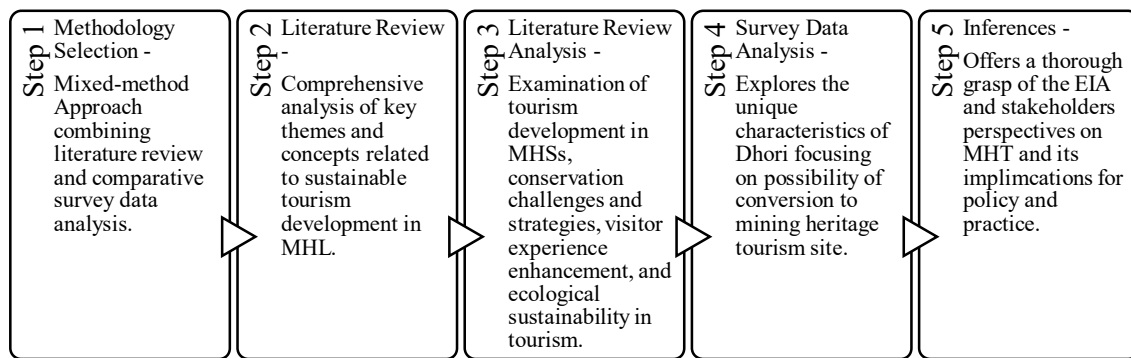 Step 1
Methodology
Selection -
Mixed-method
Approach
combining
literature review
and comparative
survey data
analysis.
Step 2
Literature Review
-
Comprehensive
analysis of key
themes and
concepts related
to sustainable
tourism
development in
MHL.
Step 3
Literature Review
Analysis -
Examination of
tourism
development in
MHSs,
conservation
challenges and
strategies, visitor
experience
enhancement, and
ecological
sustainability in
tourism.
Step 4
Survey Data
Analysis -
Explores the
unique
characteristics of
Dhori focusing
on possibility of
conversion to
mining heritage
tourism site.
Step 5
Inferences -
Offers a thorough
grasp of the EIA
and stakeholders
perspectives on
MHT and its
implimcations for
policy and
practice.